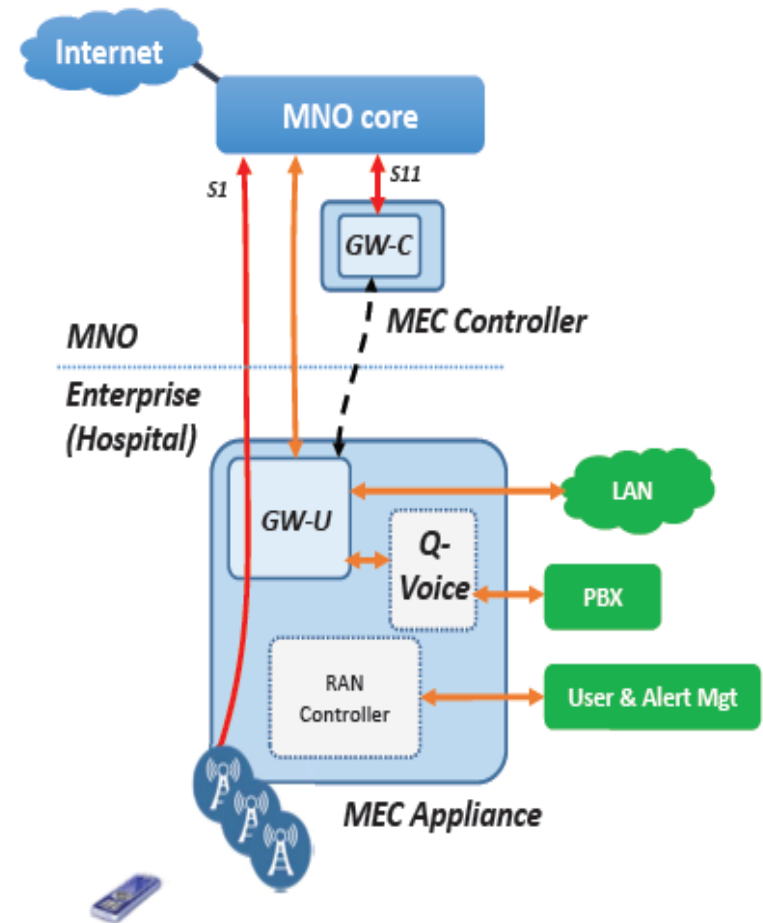 Internet
MNO core
S1
S11
GW-C
MEC Controller
MNO
Enterprise
(Hospital)
GW-U
LAN
Q-
Voice
PBX
RAN
Controller
User & Alert Mgt
MEC Appliance